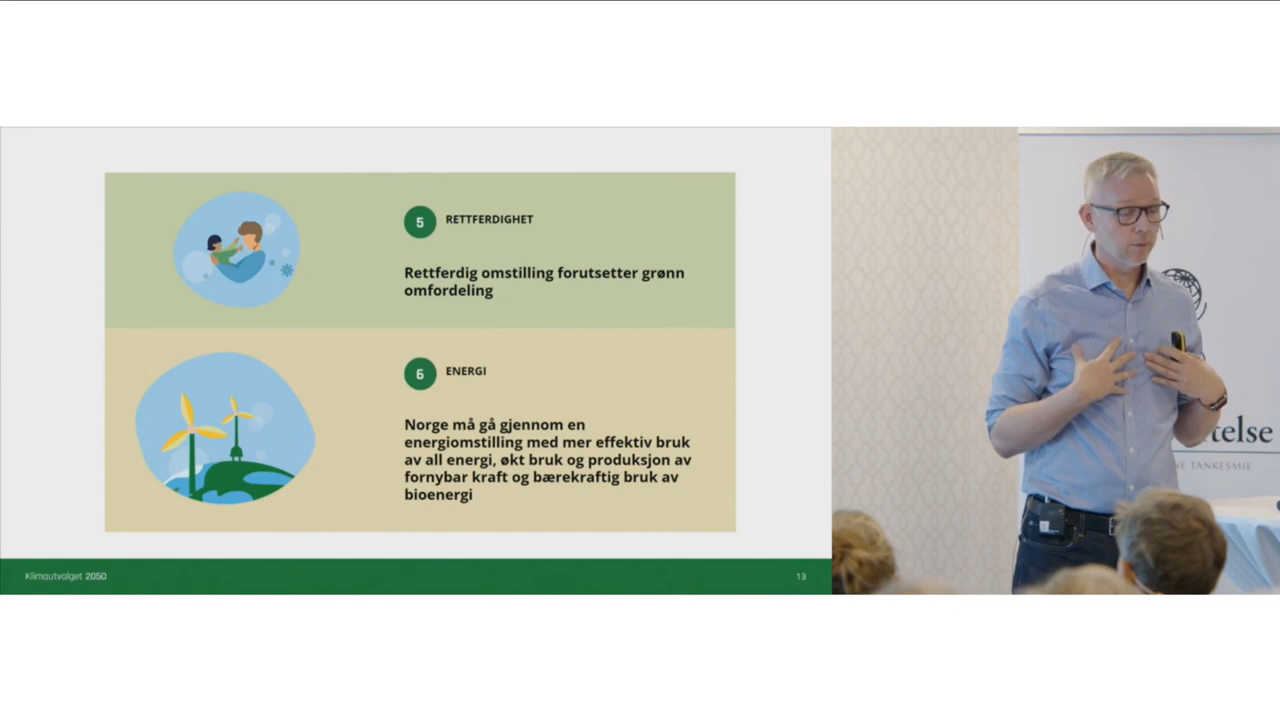 5 RETTFERDIGHET
Rettferdig omstilling forutsetter grønn
omfordeling
6 ENERGI
Norge må gå gjennom en
energiomstilling med mer effektiv bruk
av all energi, økt bruk og produksjon av
fornybar kraft og bærekraftig bruk av
bioenergi
Klimautvalget 2050
13
telse
NE TANKESMIE